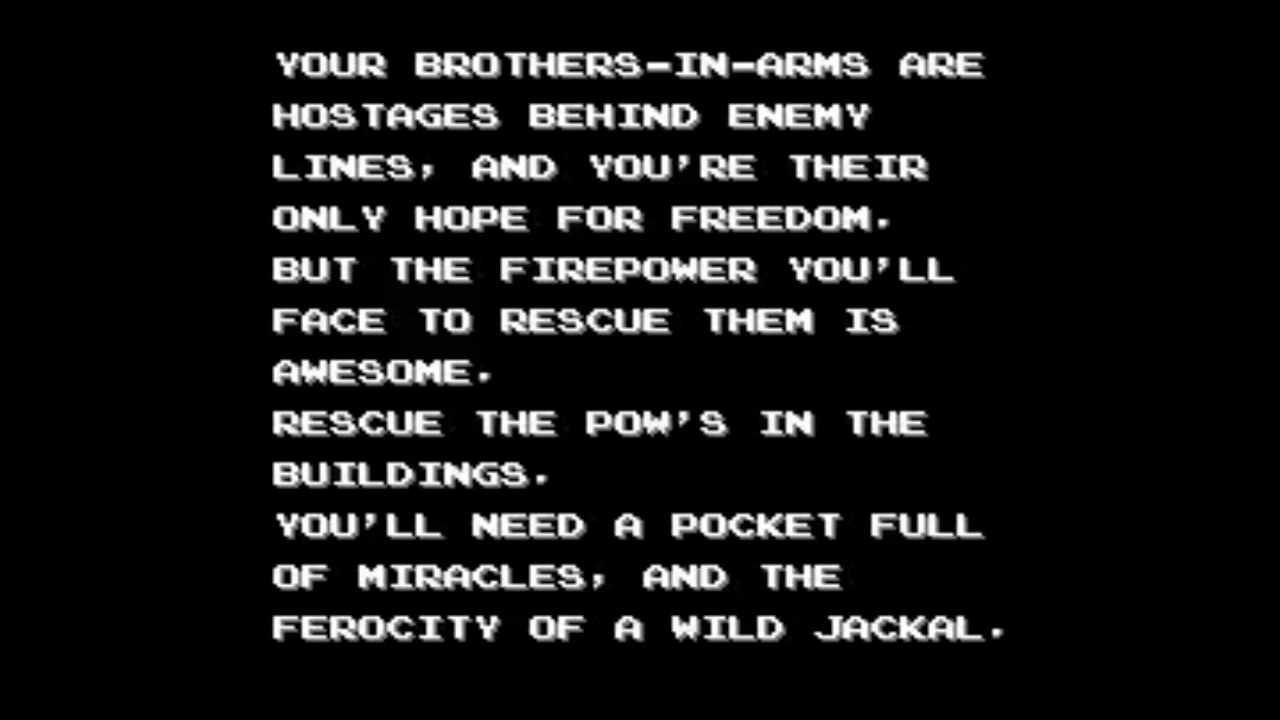 YOUR BROTHERS-IN-ARMS ARE
HOSTAGES BEHIND ENEMY
LINES, AND YOU'RE THEIR
ONLY HOPE FOR FREEDOM.
BUT THE FIREPOWER YOU'LL
FACE TO RESCUE THEM IS
AWESOME.
RESCUE THE POW'S IN THE
BUILDINGS.
YOU'LL NEED A POCKET FULL
OF MIRACLES, AND THE
FEROCITY OF A WILD JACKAL.